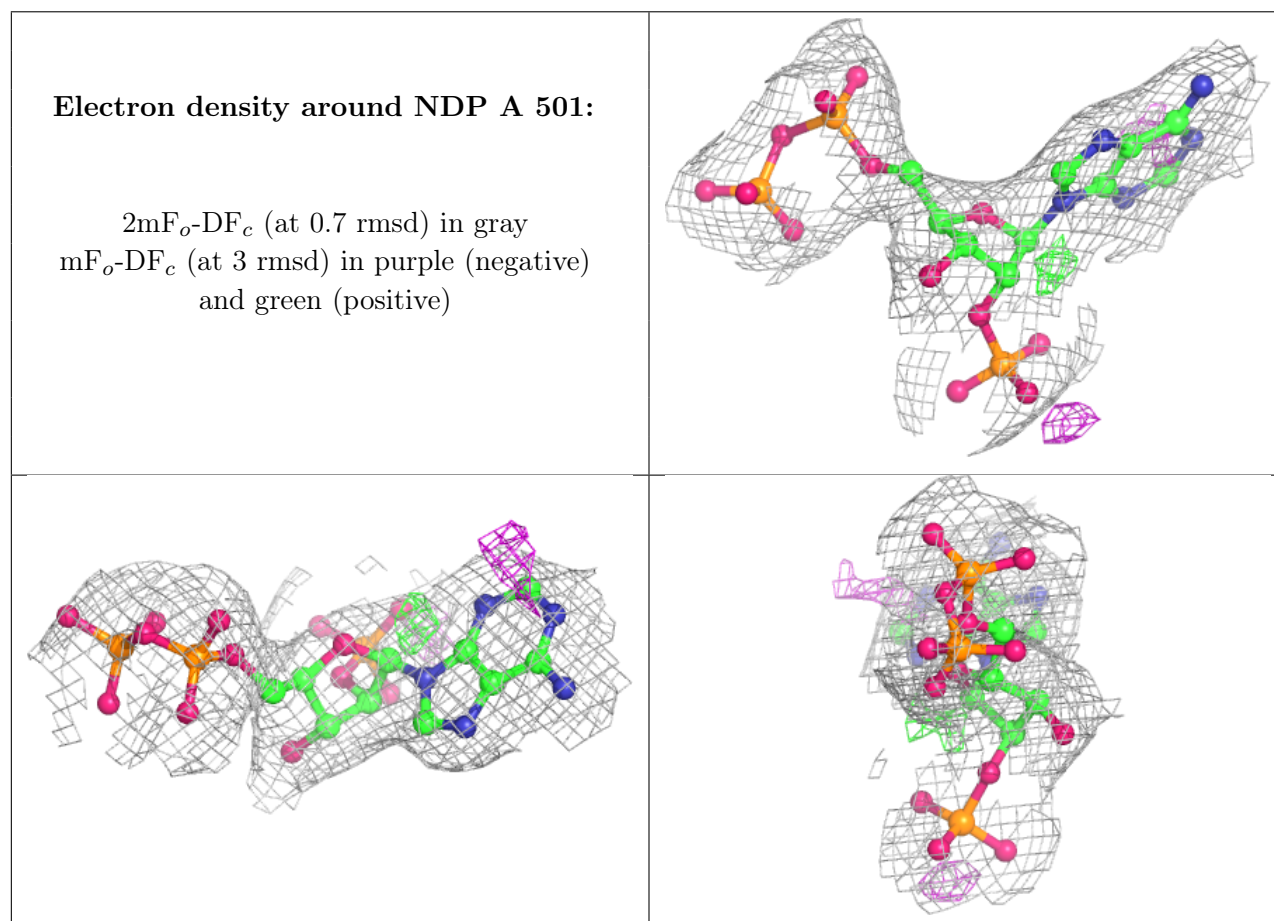 Electron density around NDP A 501:
2mFo-DFc (at 0.7 rmsd) in gray
mFo-DFc (at 3 rmsd) in purple (negative)
and green (positive)